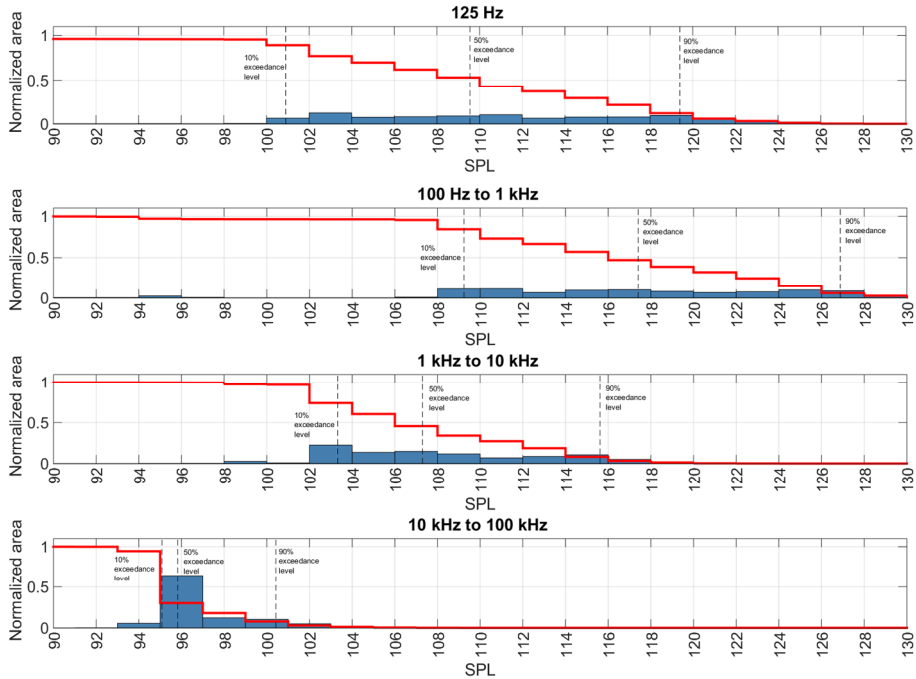 125 Hz
Normalized area
1
0.5
0
10%
exceedance
level
50%
exceedance
level
90%
exceedance
level
90 92 94 96 98 100 102 104 106 108 110 112 114 116 118 120 122 124 126 128 130
SPL
100 Hz to 1 kHz
Normalized area
1
0.5
0
10%
exceedance
level
50%
exceedance
level
90%
exceedance
level
90 92 94 96 98 100 102 104 106 108 110 112 114 116 118 120 122 124 126 128 130
SPL
1 kHz to 10 kHz
Normalized area
1
0.5
0
10%
exceedance
level
50%
exceedance
level
90%
exceedance
level
90 92 94 96 98 100 102 104 106 108 110 112 114 116 118 120 122 124 126 128 130
SPL
10 kHz to 100 kHz
Normalized area
1
0.5
0
10%
exceedance
level
50%
exceedance
level
90%
exceedance
level
90 92 94 96 98 100 102 104 106 108 110 112 114 116 118 120 122 124 126 128 130
SPL